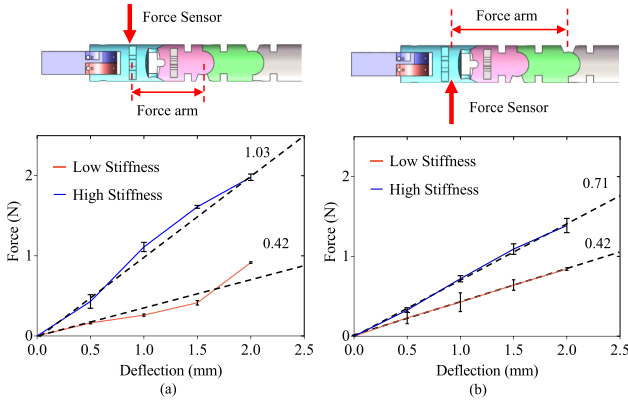 Force Sensor
Force arm
Force arm
Force Sensor
1.03
Low Stiffness
High Stiffness
0.42
Force (N)
2
1
0
0.0 0.5 1.0 1.5 2.0 2.5
Deflection (mm)
(a)
0.71
Low Stiffness
High Stiffness
0.42
Force (N)
2
1
0
0.0 0.5 1.0 1.5 2.0 2.5
Deflection (mm)
(b)